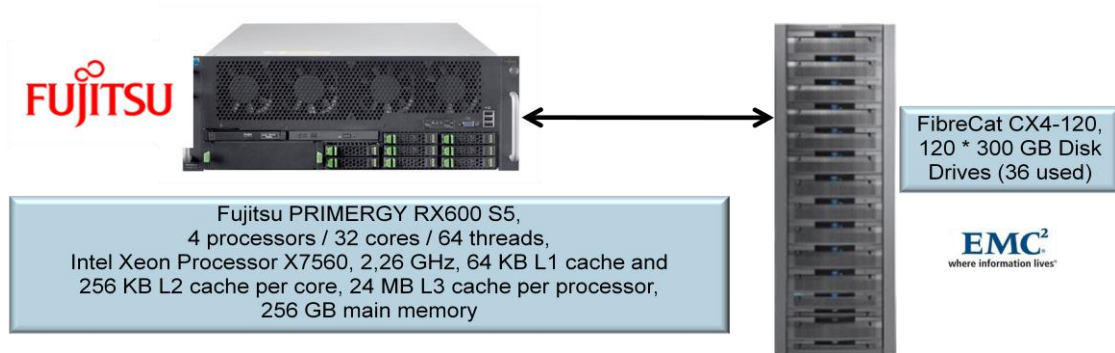 FUJITSU
Fujitsu PRIMERGY RX600 S5,
4 processors / 32 cores / 64 threads,
Intel Xeon Processor X7560, 2,26 GHz, 64 KB L1 cache and
256 KB L2 cache per core, 24 MB L3 cache per processor,
256 GB main memory
FibreCat CX4-120,
120 * 300 GB Disk
Drives (36 used)
EMC²
where information lives®